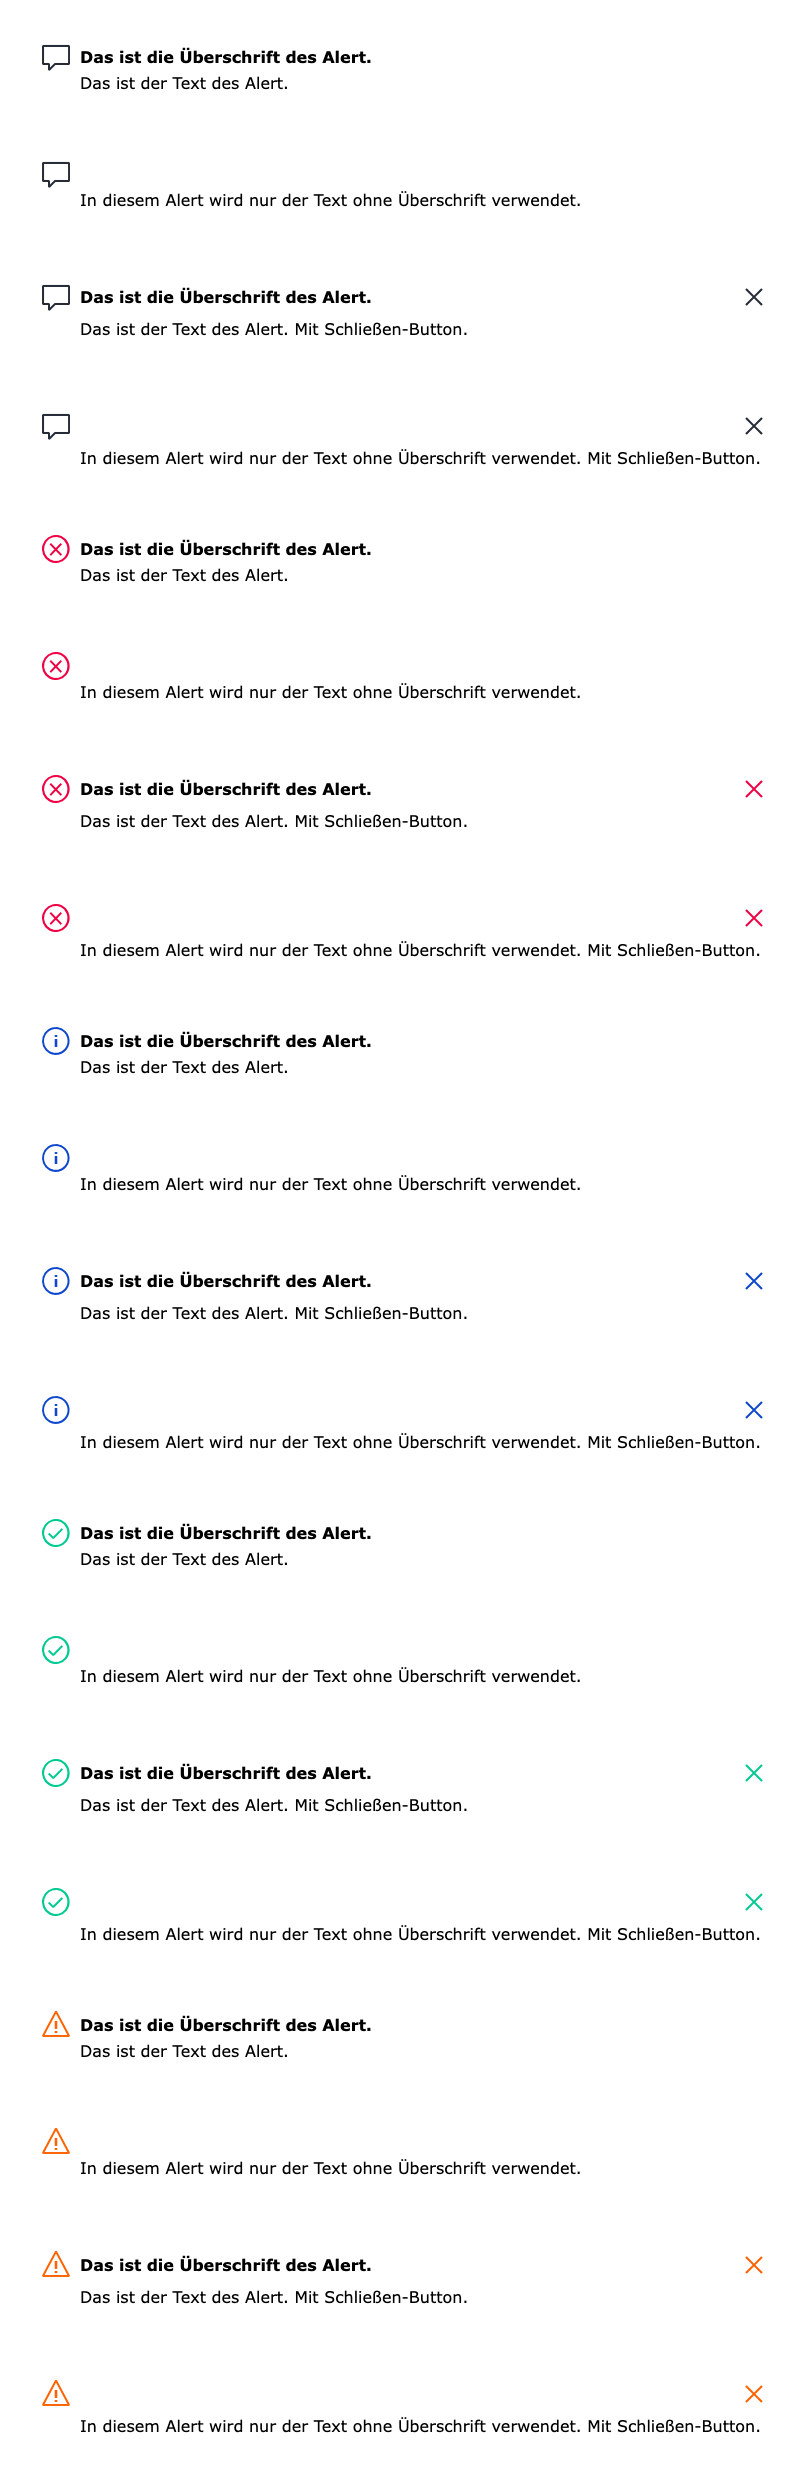 Das ist die Überschrift des Alert.
Das ist der Text des Alert.
In diesem Alert wird nur der Text ohne Überschrift verwendet.
Das ist die Überschrift des Alert.
Das ist der Text des Alert. Mit Schließen-Button.
In diesem Alert wird nur der Text ohne Überschrift verwendet. Mit Schließen-Button.
Das ist die Überschrift des Alert.
Das ist der Text des Alert.
In diesem Alert wird nur der Text ohne Überschrift verwendet.
Das ist die Überschrift des Alert.
Das ist der Text des Alert. Mit Schließen-Button.
In diesem Alert wird nur der Text ohne Überschrift verwendet. Mit Schließen-Button.
Das ist die Überschrift des Alert.
Das ist der Text des Alert.
In diesem Alert wird nur der Text ohne Überschrift verwendet.
Das ist die Überschrift des Alert.
Das ist der Text des Alert. Mit Schließen-Button.
In diesem Alert wird nur der Text ohne Überschrift verwendet. Mit Schließen-Button.
Das ist die Überschrift des Alert.
Das ist der Text des Alert.
In diesem Alert wird nur der Text ohne Überschrift verwendet.
Das ist die Überschrift des Alert.
Das ist der Text des Alert. Mit Schließen-Button.
In diesem Alert wird nur der Text ohne Überschrift verwendet. Mit Schließen-Button.
Das ist die Überschrift des Alert.
Das ist der Text des Alert.
In diesem Alert wird nur der Text ohne Überschrift verwendet.
Das ist die Überschrift des Alert.
Das ist der Text des Alert. Mit Schließen-Button.
In diesem Alert wird nur der Text ohne Überschrift verwendet. Mit Schließen-Button.